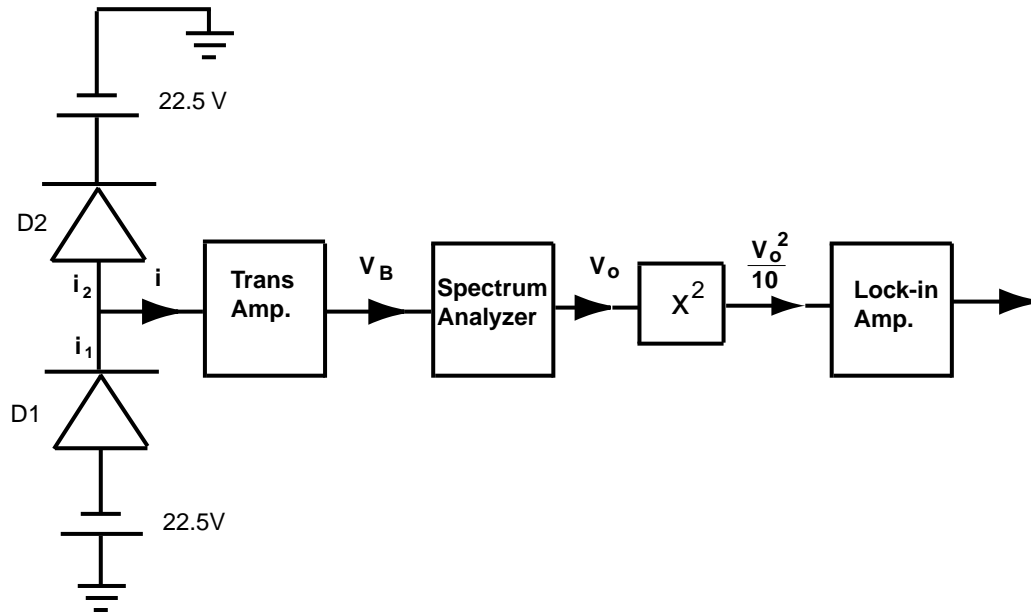 22.5 V
D2
i2
i
Trans
Amp.
VB
Spectrum
Analyzer
Vo
X2
Vo2
10
Lock-in
Amp.
i1
D1
22.5V